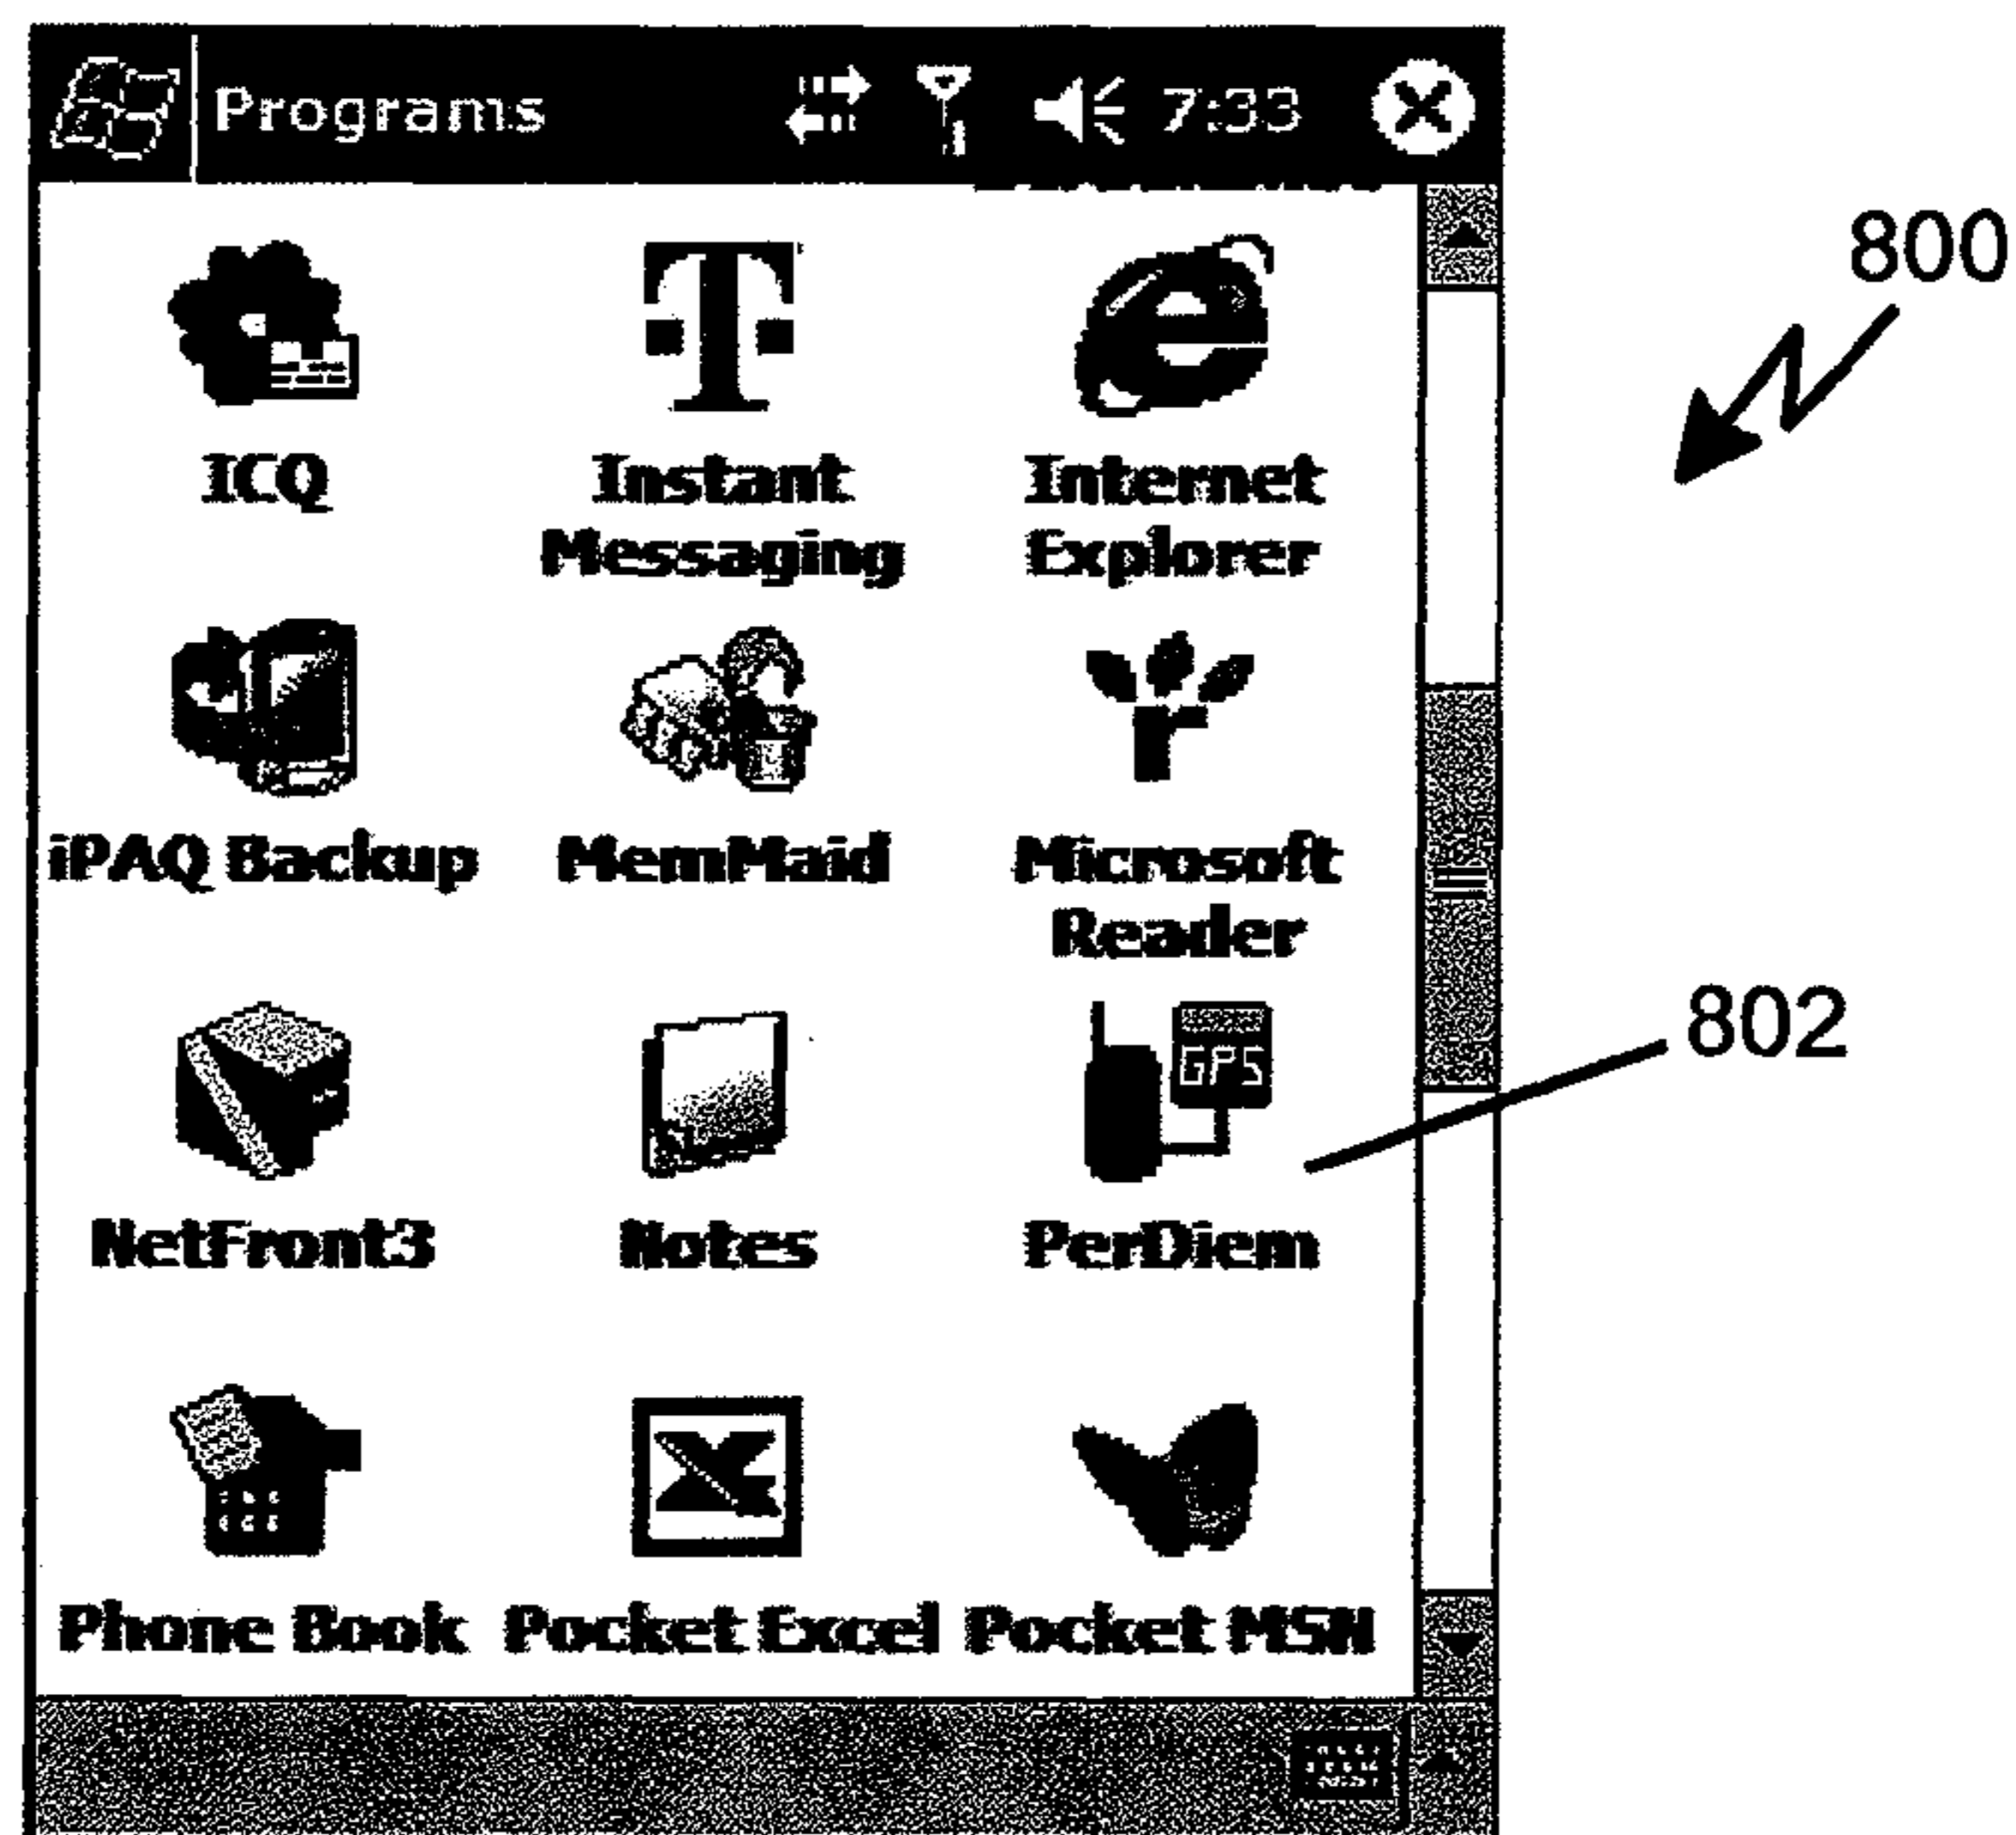 Programs 7:33
800
ICQ Instant Messaging Internet Explorer
iPAQ Backup MemMaid Microsoft Reader
802
GPS
NetFront3 Notes PerDiem
Phone Book Pocket Excel Pocket MSN